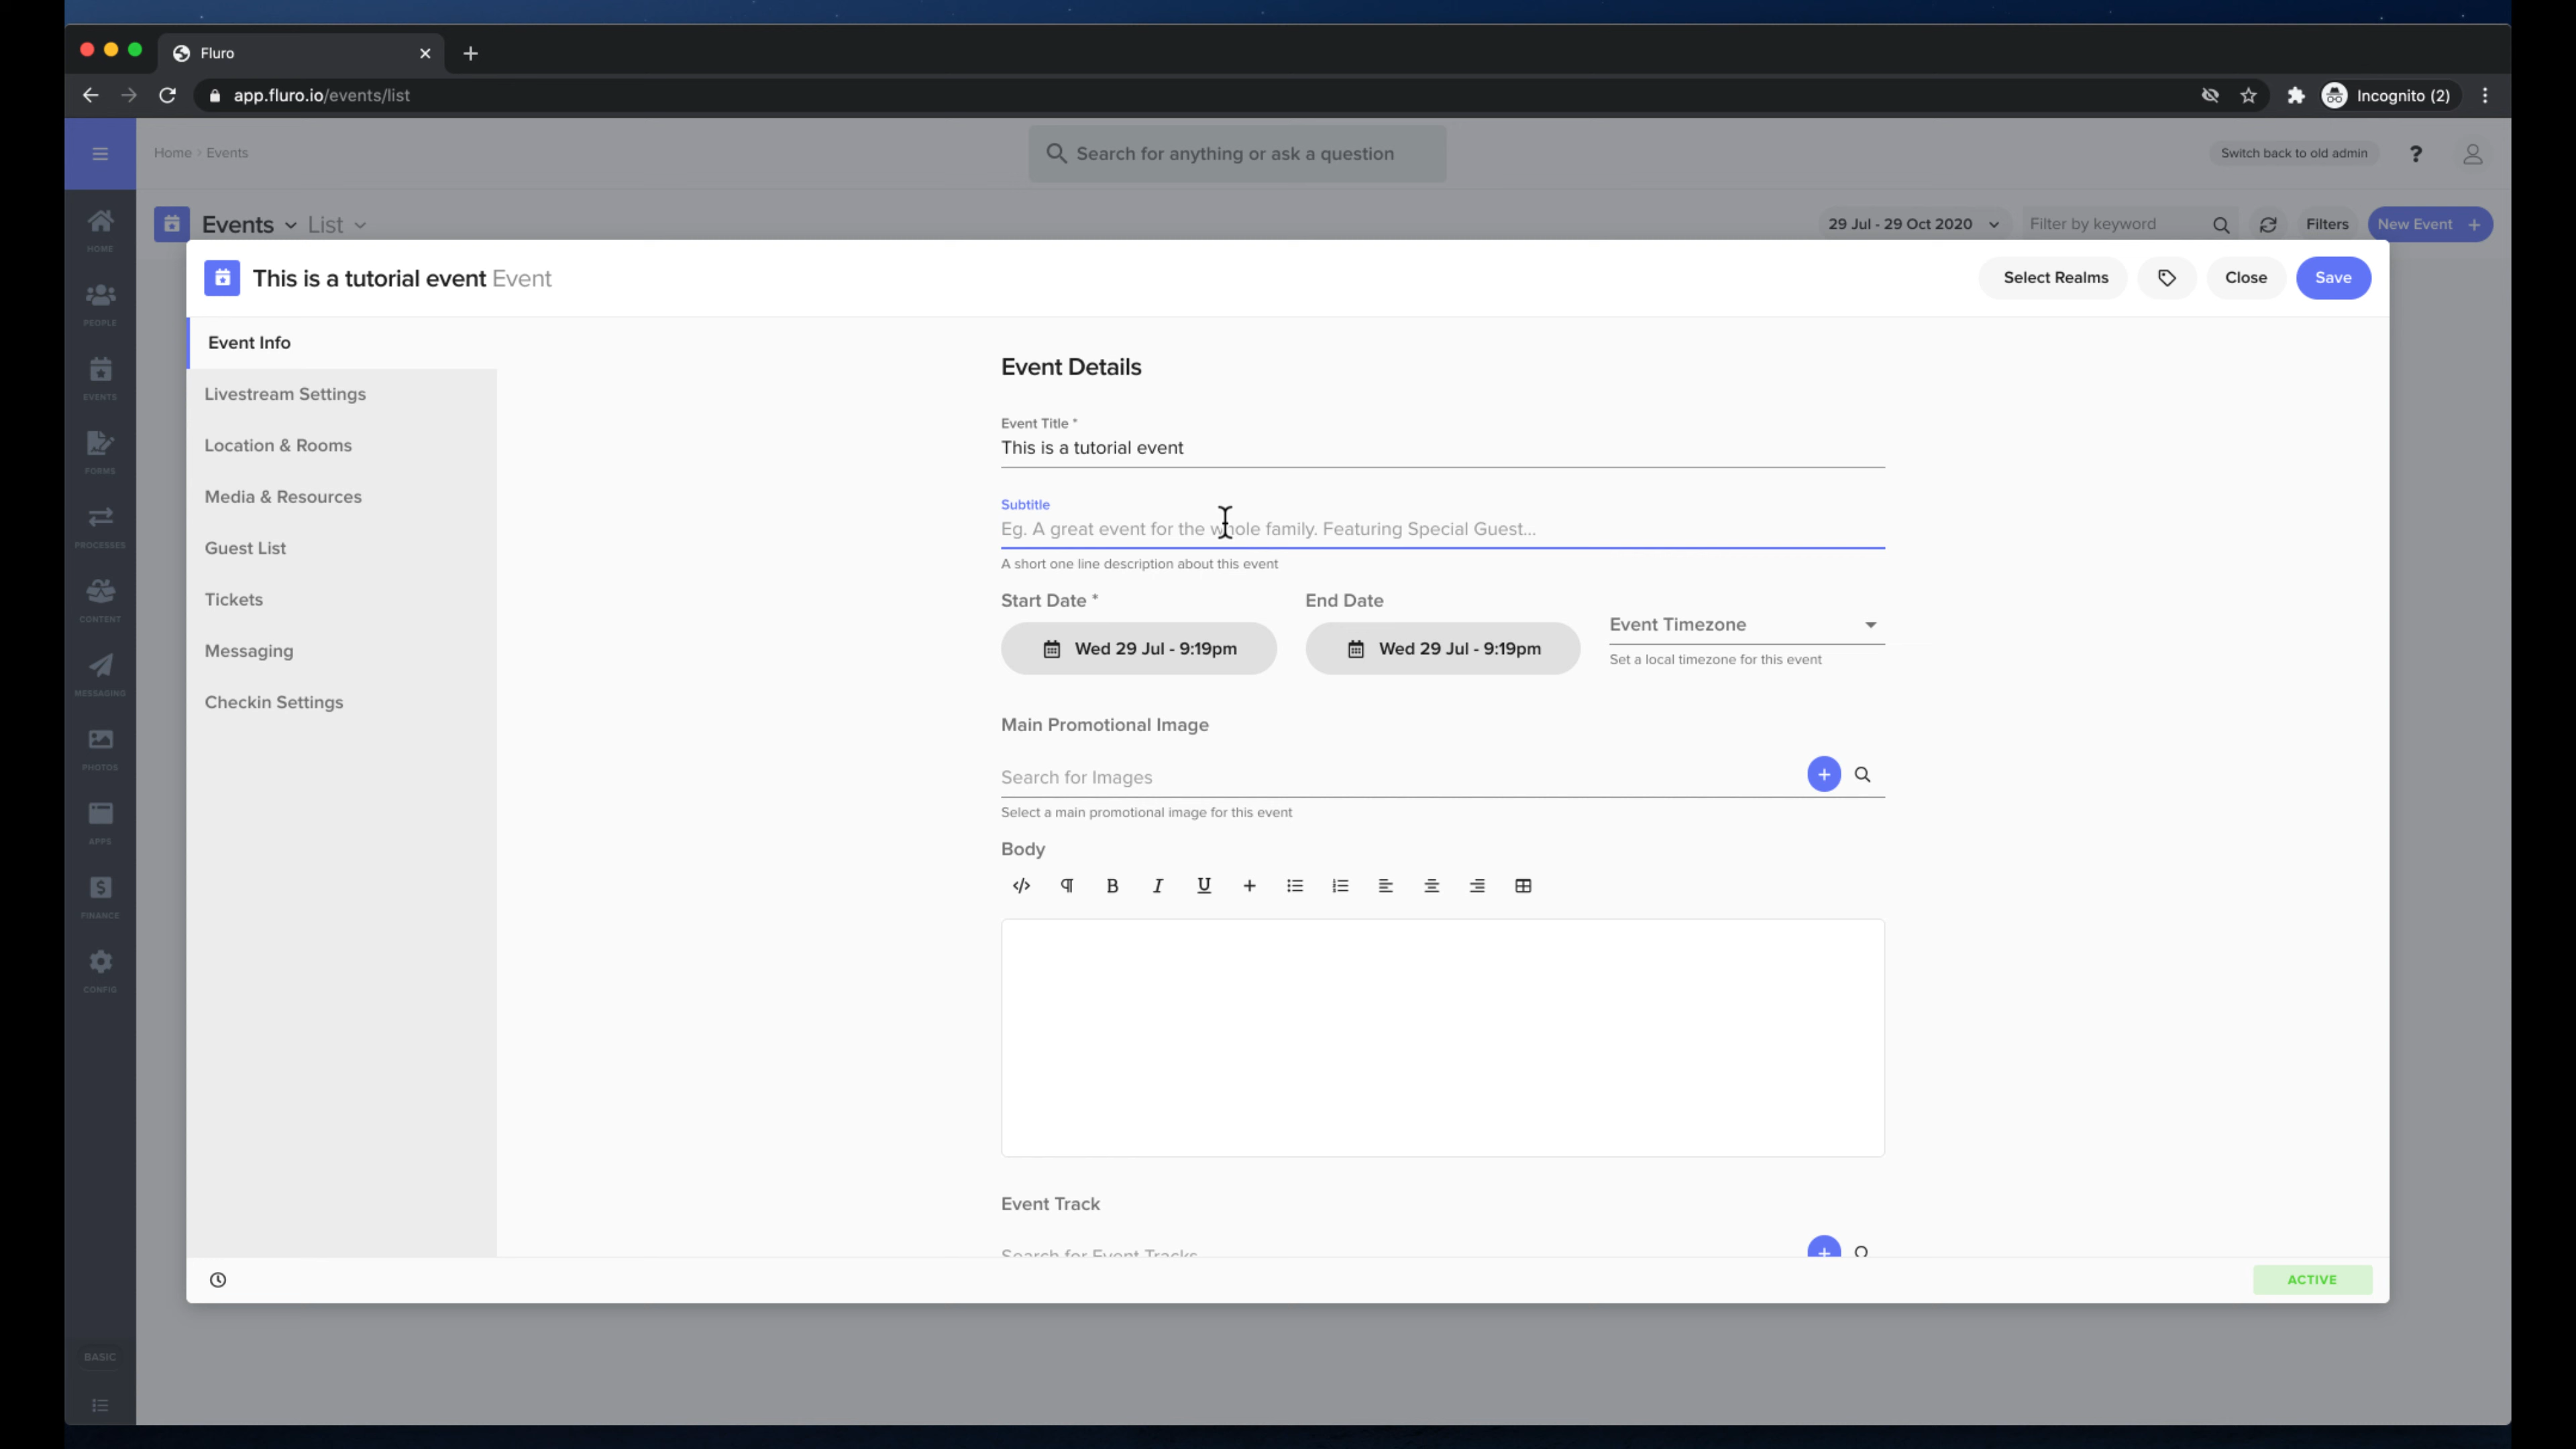 Fluro
app.fluro.io/events/list
Incognito (2)
Home > Events
Search for anything or ask a question
Switch back to old admin
?
Events
List
29 Jul - 29 Oct 2020
Filter by keyword
Filters
New Event +
HOME
PEOPLE
EVENTS
FORMS
PROCESSES
CONTENT
MESSAGING
PHOTOS
APPS
FINANCE
CONFIG
BASIC
This is a tutorial event Event
Select Realms
Close
Save
Event Info
Livestream Settings
Location & Rooms
Media & Resources
Guest List
Tickets
Messaging
Checkin Settings
Event Details
Event Title *
This is a tutorial event
Subtitle
Eg. A great event for the whole family. Featuring Special Guest...
A short one line description about this event
Start Date *
End Date
Wed 29 Jul - 9:19pm
Wed 29 Jul - 9:19pm
Event Timezone
Set a local timezone for this event
Main Promotional Image
Search for Images
Select a main promotional image for this event
Body
Event Track
Search for Event Tracks
ACTIVE